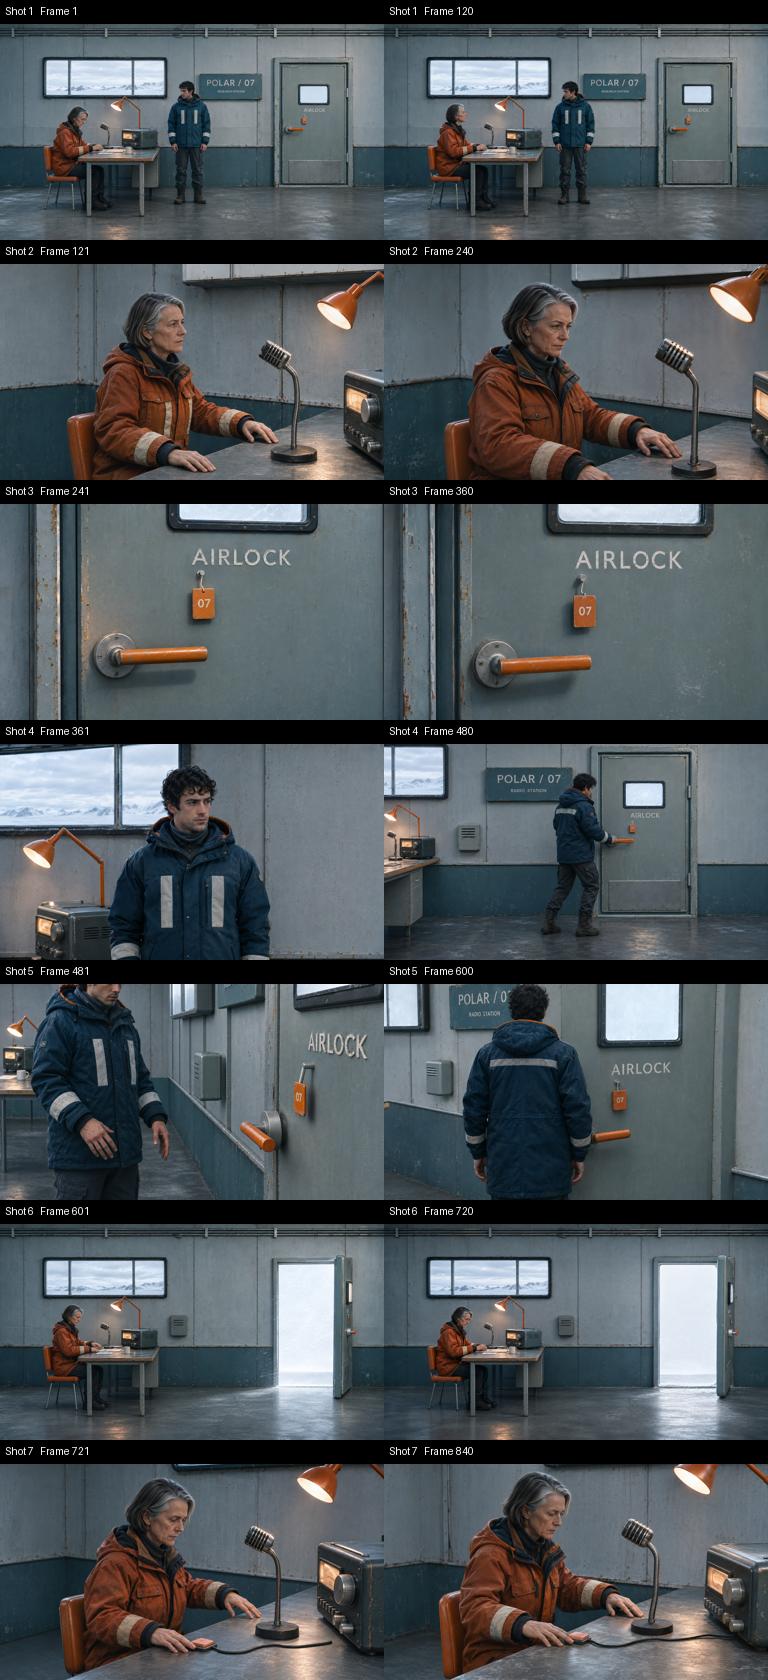 Shot 1 Frame 1
Shot 1 Frame 120
POLAR / 07
RESEARCH STATION
AIRLOCK
POLAR / 07
AIRLOCK
Shot 2 Frame 121
Shot 2 Frame 240
Shot 3 Frame 241
Shot 3 Frame 360
AIRLOCK
07
AIRLOCK
07
Shot 4 Frame 361
Shot 4 Frame 480
POLAR / 07
RADIO STATION
AIRLOCK
Shot 5 Frame 481
Shot 5 Frame 600
AIRLOCK
07
POLAR / 07
RADIO STATION
AIRLOCK
07
Shot 6 Frame 601
Shot 6 Frame 720
Shot 7 Frame 721
Shot 7 Frame 840